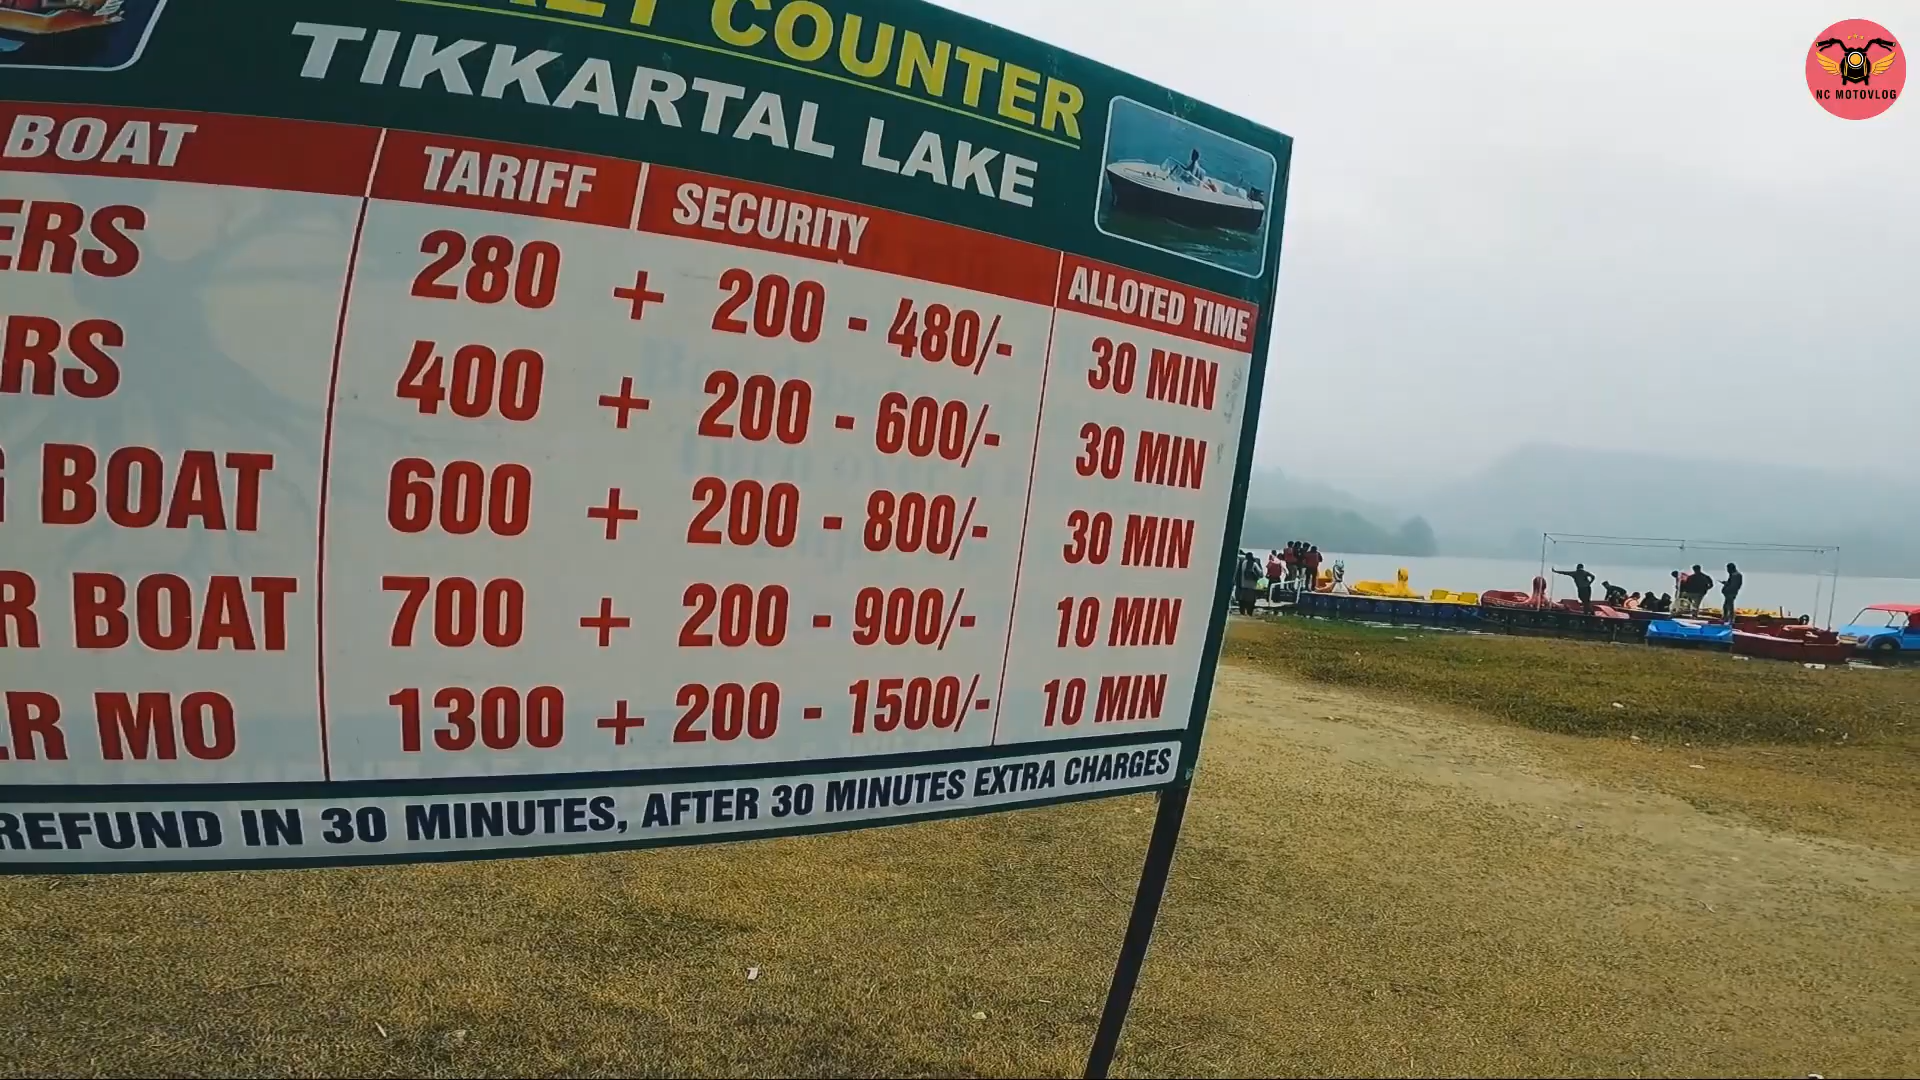 COUNTER
TIKKARTAL LAKE
BOAT TARIFF SECURITY ALLOTED TIME
280 + 200 - 480/- 30 MIN
400 + 200 - 600/- 30 MIN
BOAT 600 + 200 - 800/- 30 MIN
BOAT 700 + 200 - 900/- 10 MIN
MO 1300 + 200 - 1500/- 10 MIN
REFUND IN 30 MINUTES, AFTER 30 MINUTES EXTRA CHARGES
NC MOTOVLOG